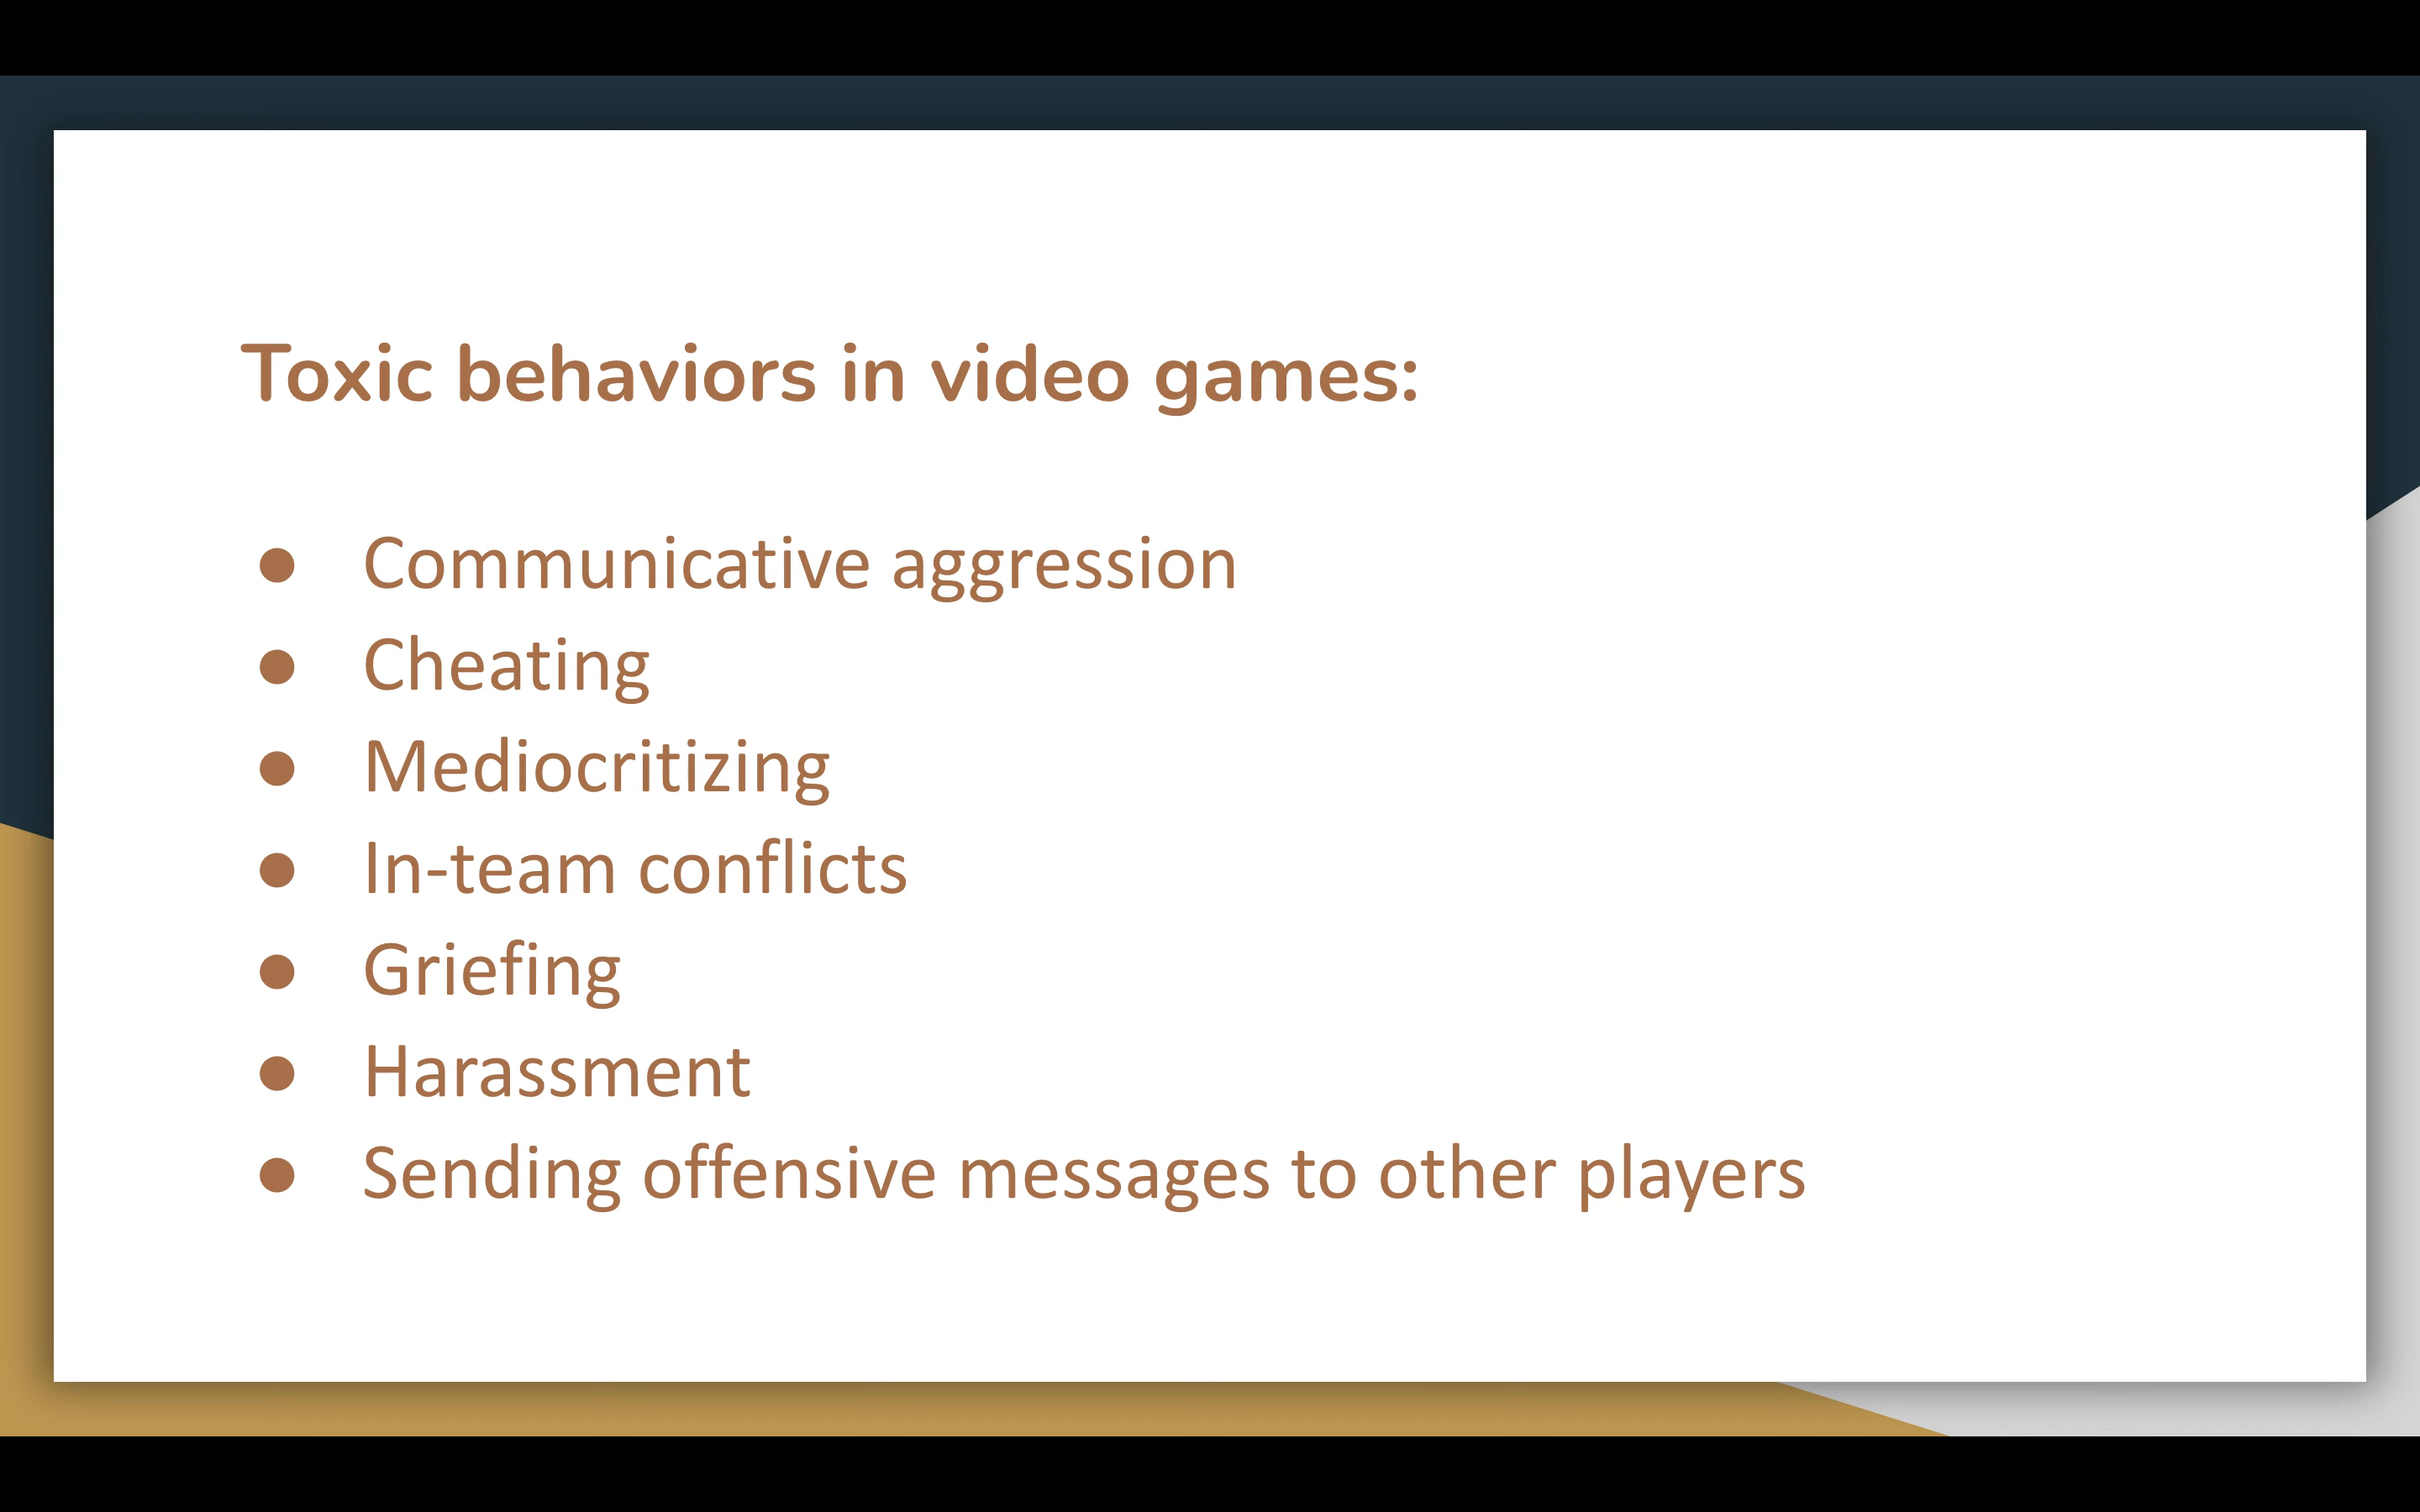 Toxic behaviors in video games:
● Communicative aggression
● Cheating
● Mediocritizing
● In-team conflicts
● Griefing
● Harassment
● Sending offensive messages to other players